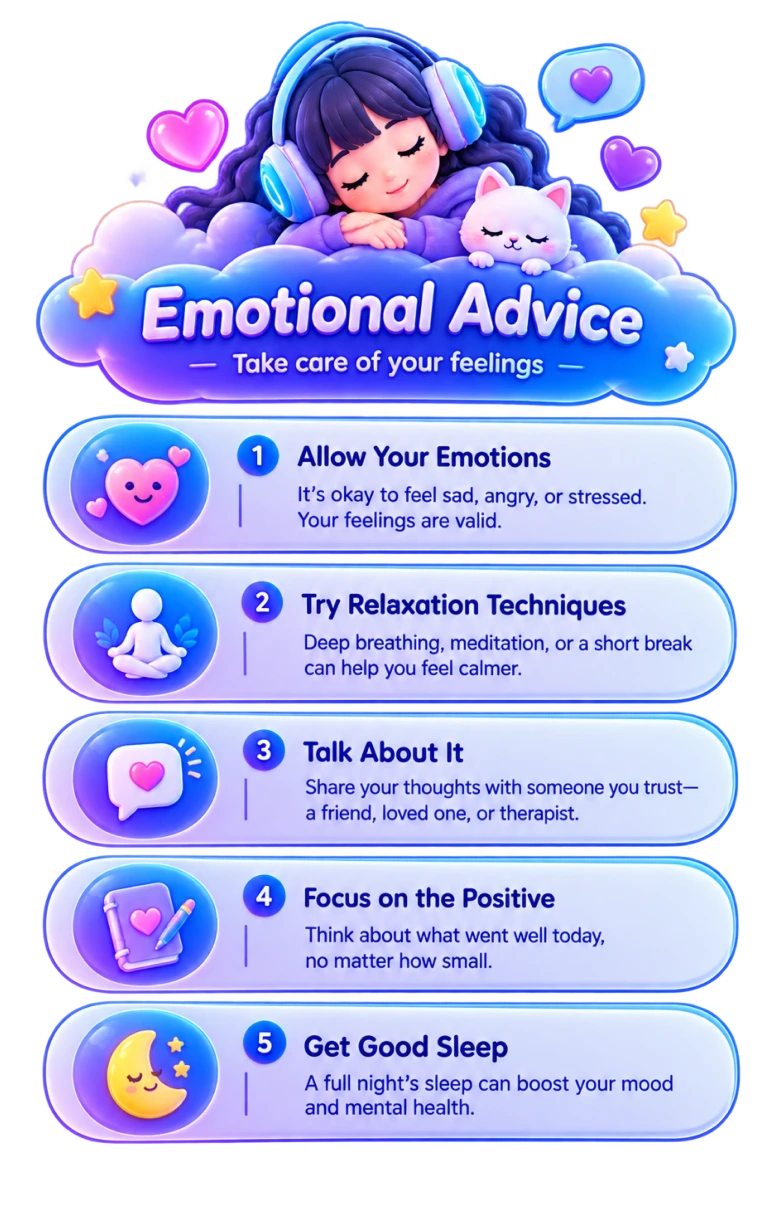 Emotional Advice
— Take care of your feelings —
1 Allow Your Emotions
It's okay to feel sad, angry, or stressed.
Your feelings are valid.
2 Try Relaxation Techniques
Deep breathing, meditation, or a short break
can help you feel calmer.
3 Talk About It
Share your thoughts with someone you trust—
a friend, loved one, or therapist.
4 Focus on the Positive
Think about what went well today,
no matter how small.
5 Get Good Sleep
A full night's sleep can boost your mood
and mental health.